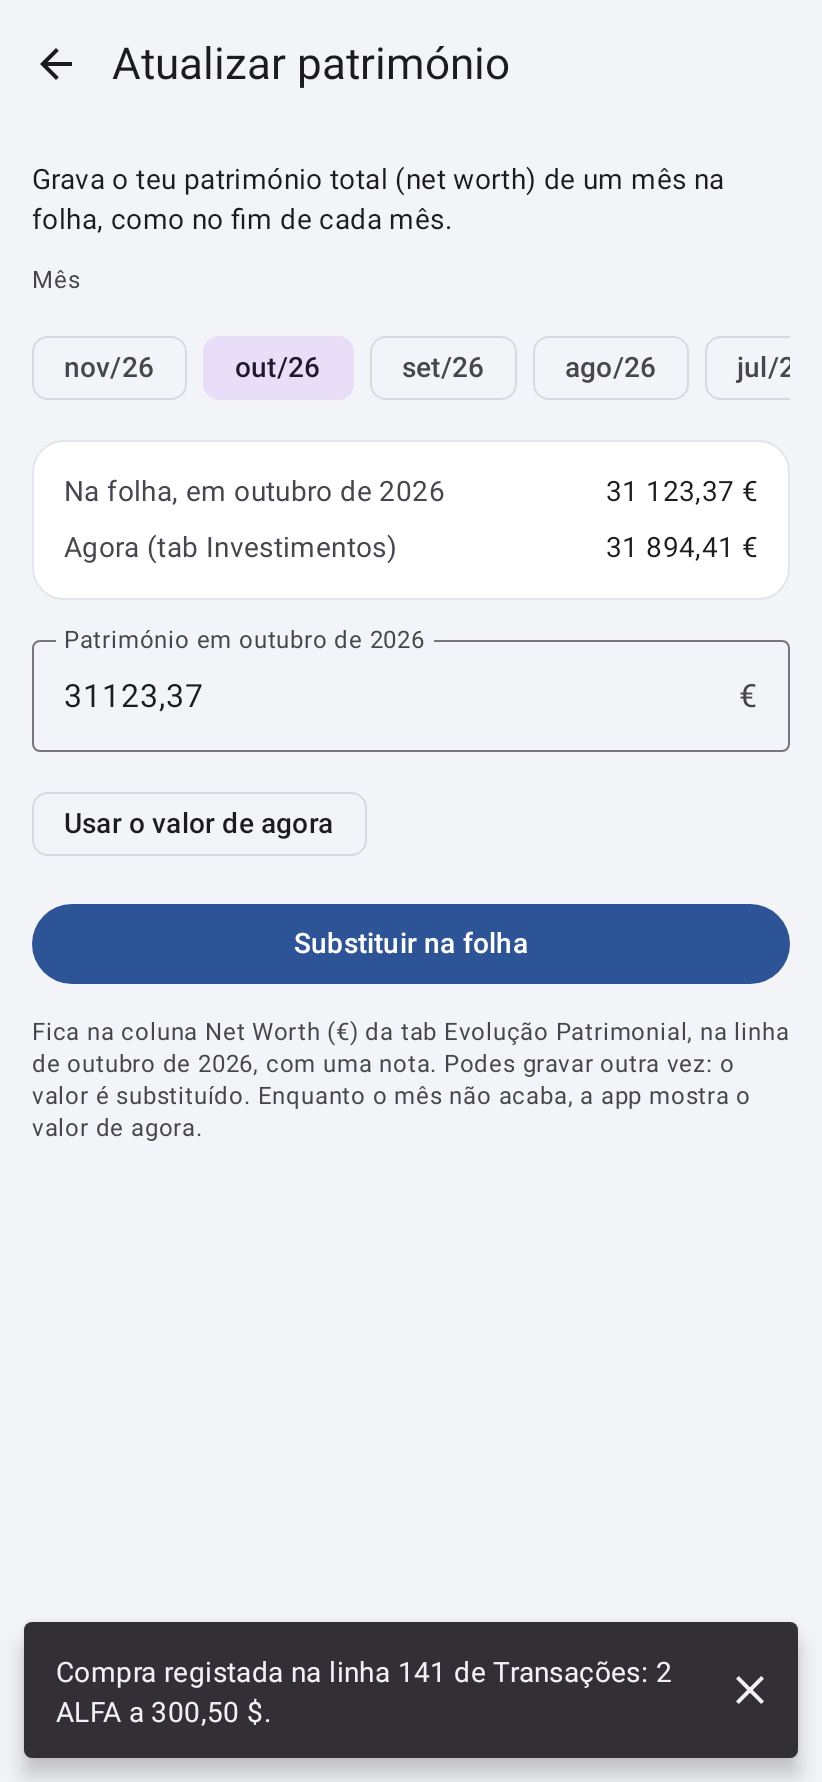 Atualizar património
Grava o teu património total (net worth) de um mês na
folha, como no fim de cada mês.
Mês
nov/26
out/26
set/26
ago/26
jul/2
Na folha, em outubro de 2026
31 123,37 €
Agora (tab Investimentos)
31 894,41 €
Património em outubro de 2026
31123,37
€
Usar o valor de agora
Substituir na folha
Fica na coluna Net Worth (€) da tab Evolução Patrimonial, na linha
de outubro de 2026, com uma nota. Podes gravar outra vez: o
valor é substituído. Enquanto o mês não acaba, a app mostra o
valor de agora.
Compra registada na linha 141 de Transações: 2
ALFA a 300,50 $.